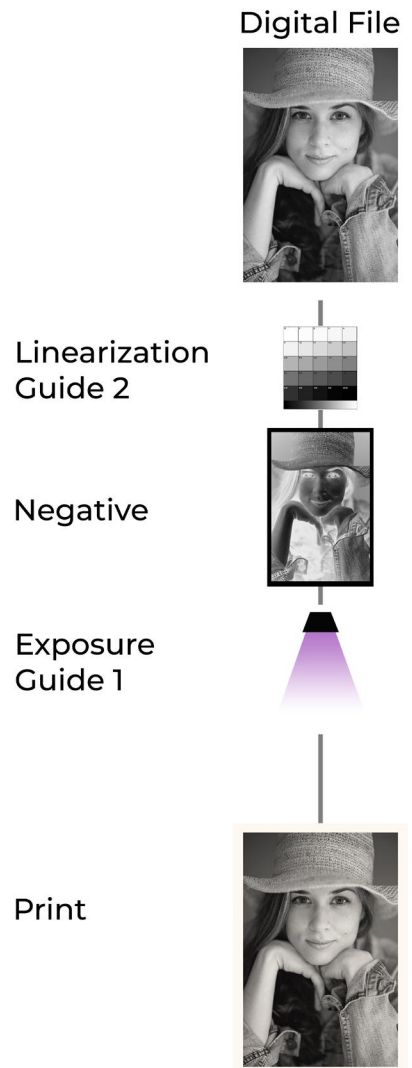 Digital File
Linearization
Guide 2
Negative
Exposure
Guide 1
Print